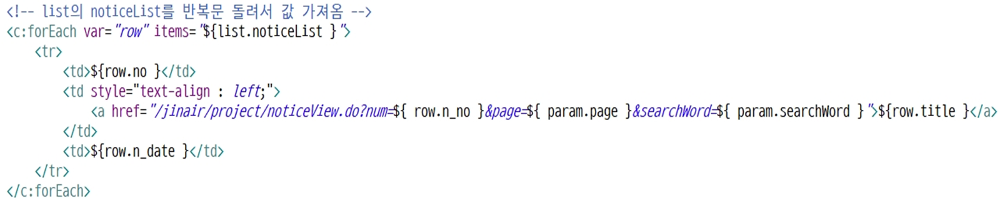 <!-- list의 noticeList를 반복문 돌려서 값 가져옴 -->
<c:forEach var="row" items="${list.noticeList }">
<tr>
<td>${row.no }</td>
<td style="text-align : left;">
<a href="/jinair/project/noticeView.do?num=${ row.n_no }&page=${ param.page }&searchWord=${ param.searchWord }">${row.title }</a>
</td>
<td>${row.n_date }</td>
</tr>
</c:forEach>